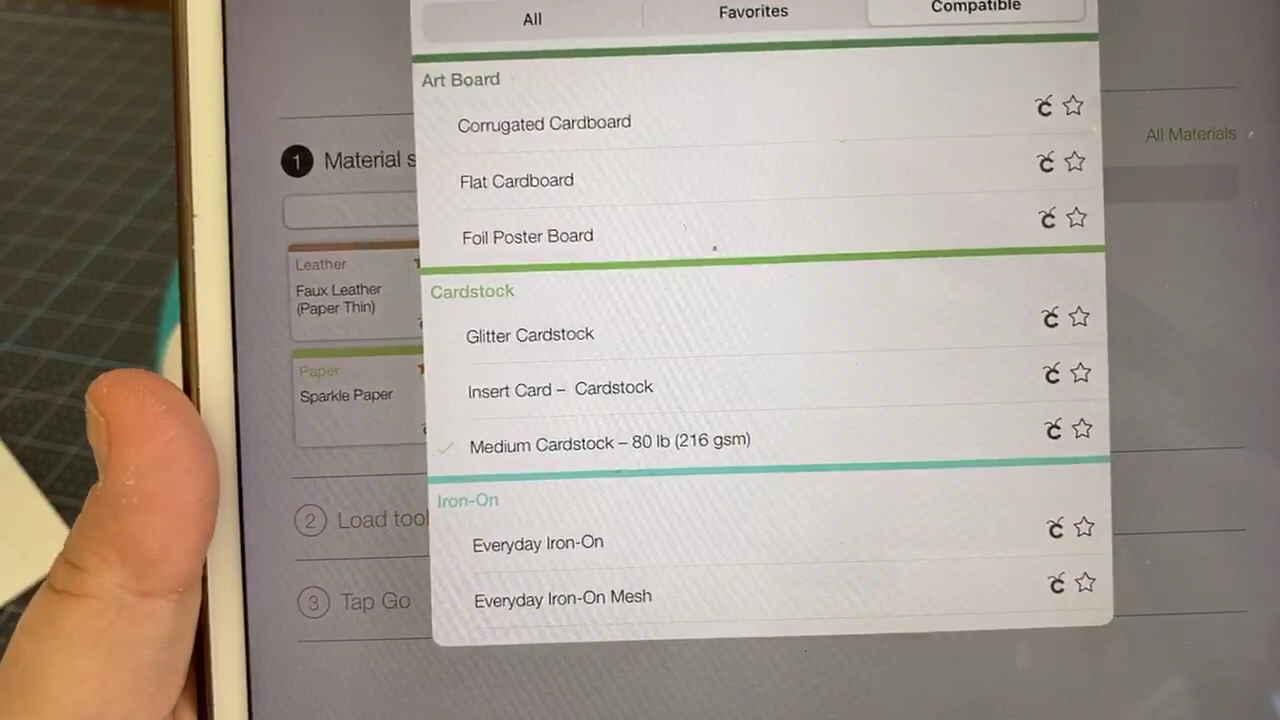 All
Favorites
Compatible
Art Board
Corrugated Cardboard
All Materials
1 Material s
Flat Cardboard
Foil Poster Board
Leather
Faux Leather
(Paper Thin)
Cardstock
Glitter Cardstock
Paper
Sparkle Paper
Insert Card – Cardstock
Medium Cardstock – 80 lb (216 gsm)
Iron-On
2 Load tool
Everyday Iron-On
3 Tap Go
Everyday Iron-On Mesh